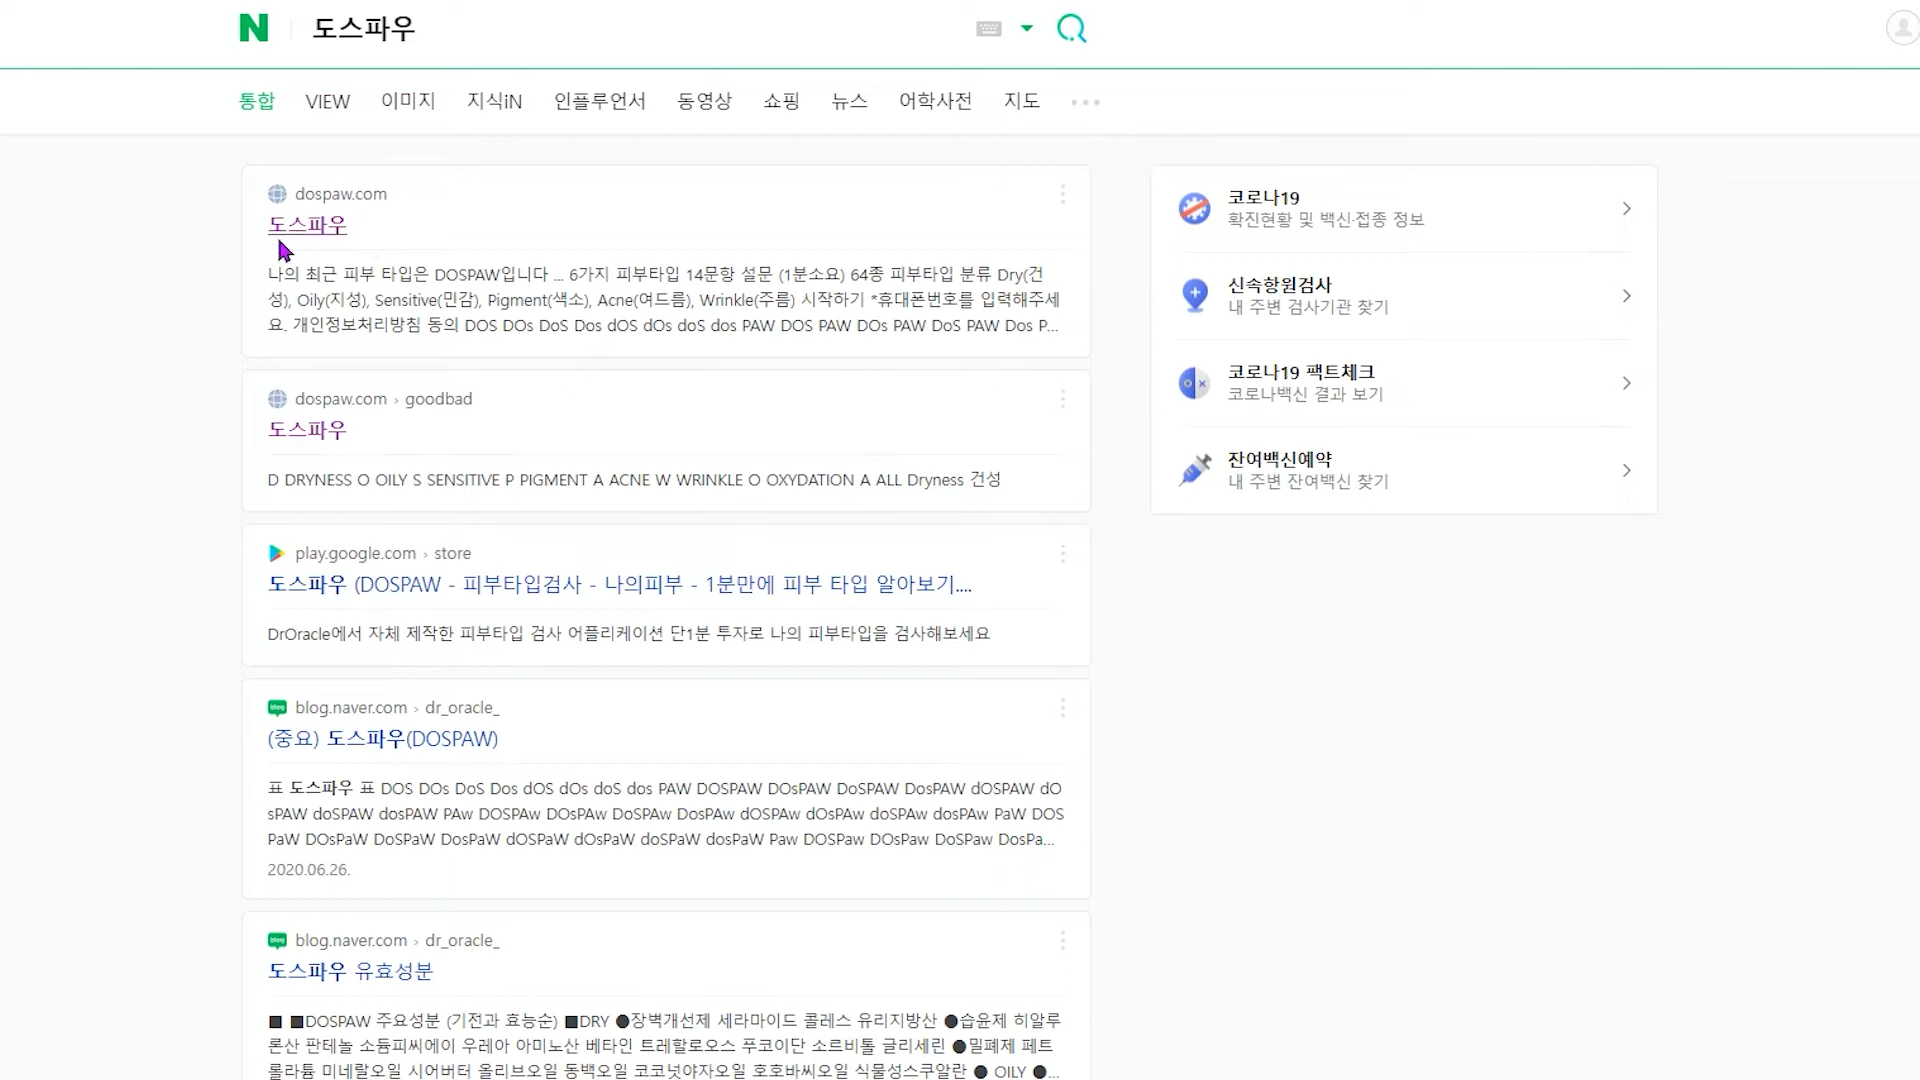 N 도스파우
통합 VIEW 이미지 지식iN 인플루언서 동영상 쇼핑 뉴스 어학사전 지도
dospaw.com
도스파우
나의 최근 피부 타입은 DOSPAW입니다 ... 6가지 피부타입 14문항 설문 (1분소요) 64종 피부타입 분류 Dry(건
성), Oily(지성), Sensitive(민감), Pigment(색소), Acne(여드름), Wrinkle(주름) 시작하기 *휴대폰번호를 입력해주세
요. 개인정보처리방침 동의 DOS DOs DoS Dos dOS dOs doS dos PAW DOS PAW DOs PAW DoS PAW Dos P...
dospaw.com › goodbad
도스파우
D DRYNESS O OILY S SENSITIVE P PIGMENT A ACNE W WRINKLE O OXYDATION A ALL Dryness 건성
play.google.com › store
도스파우 (DOSPAW - 피부타입검사 - 나의피부 - 1분만에 피부 타입 알아보기....
DrOracle에서 자체 제작한 피부타입 검사 어플리케이션 단1분 투자로 나의 피부타입을 검사해보세요
blog blog.naver.com › dr_oracle_
(중요) 도스파우(DOSPAW)
표 도스파우 표 DOS DOs DoS Dos dOS dOs doS dos PAW DOSPAW DOsPAW DoSPAW DosPAW dOSPAW dO
sPAW doSPAW dosPAW PAw DOSPAw DOsPAw DoSPAw DosPAw dOSPAw dOsPAw doSPAw dosPAw PaW DOS
PaW DOsPaW DoSPaW DosPaW dOSPaW dOsPaW doSPaW dosPaW Paw DOSPaw DOsPaw DoSPaw DosPa...
2020.06.26.
blog blog.naver.com › dr_oracle_
도스파우 유효성분
■ ■DOSPAW 주요성분 (기전과 효능순) ■DRY ●장벽개선제 세라마이드 콜레스 유리지방산 ●습윤제 히알루
론산 판테놀 소듐피씨에이 우레아 아미노산 베타인 트레할로오스 푸코이단 소르비톨 글리세린 ●밀폐제 페트
롤라튬 미네랄오일 시어버터 올리브오일 동백오일 코코넛야자오일 호호바씨오일 식물성스쿠알란 ● OILY ●...
코로나19
확진현황 및 백신·접종 정보
신속항원검사
내 주변 검사기관 찾기
코로나19 팩트체크
코로나백신 결과 보기
잔여백신예약
내 주변 잔여백신 찾기